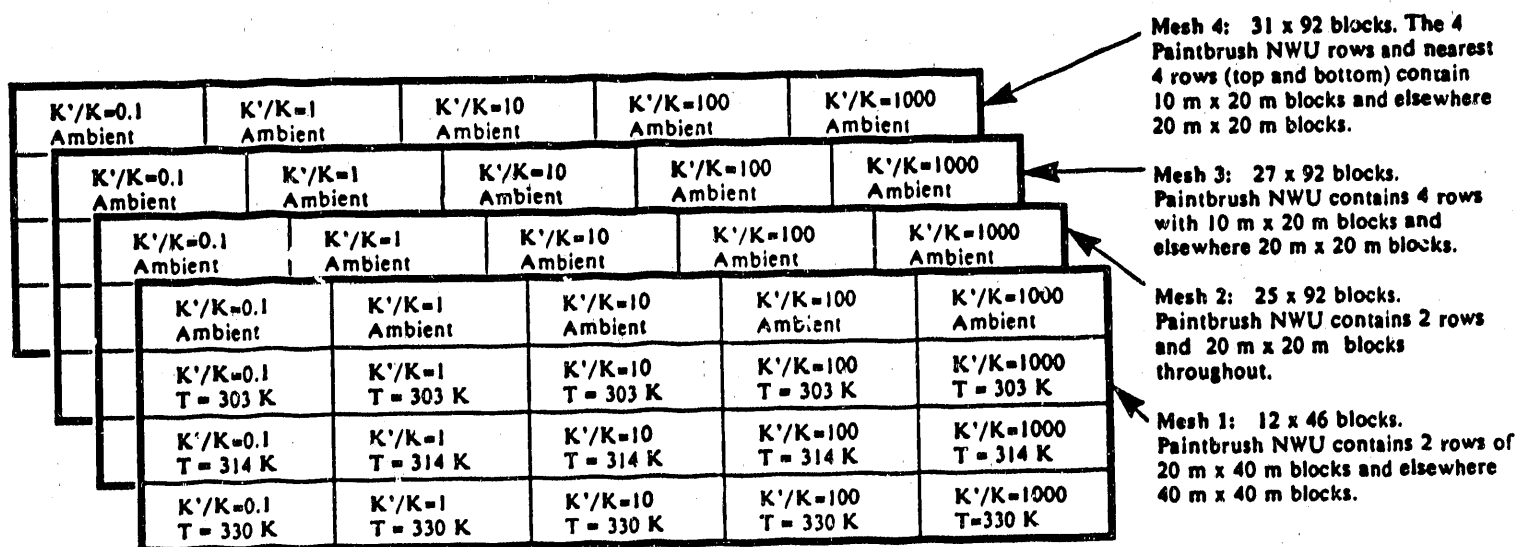 Mesh 4: 31 x 92 blocks. The 4
Paintbrush NWU rows and nearest
4 rows (top and bottom) contain
10 m x 20 m blocks and elsewhere
20 m x 20 m blocks.
K'/K=0.1 K'/K=1 K'/K=10 K'/K=100 K'/K=1000
Ambient Ambient Ambient Ambient Ambient
Mesh 3: 27 x 92 blocks.
Paintbrush NWU contains 4 rows
with 10 m x 20 m blocks and
elsewhere 20 m x 20 m blocks.
K'/K=0.1 K'/K=1 K'/K=10 K'/K=100 K'/K=1000
Ambient Ambient Ambient Ambient Ambient
Mesh 2: 25 x 92 blocks.
Paintbrush NWU contains 2 rows
and 20 m x 20 m blocks
throughout.
K'/K=0.1 K'/K=1 K'/K=10 K'/K=100 K'/K=1000
Ambient Ambient Ambient Ambient Ambient
Mesh 1: 12 x 46 blocks.
Paintbrush NWU contains 2 rows of
20 m x 40 m blocks and elsewhere
40 m x 40 m blocks.
K'/K=0.1 K'/K=1 K'/K=10 K'/K=100 K'/K=1000
Ambient Ambient Ambient Ambient Ambient
K'/K=0.1 K'/K=1 K'/K=10 K'/K=100 K'/K=1000
T = 303 K T = 303 K T = 303 K T = 303 K T = 303 K
K'/K=0.1 K'/K=1 K'/K=10 K'/K=100 K'/K=1000
T = 314 K T = 314 K T = 314 K T = 314 K T = 314 K
K'/K=0.1 K'/K=1 K'/K=10 K'/K=100 K'/K=1000
T = 330 K T = 330 K T = 330 K T = 330 K T=330 K